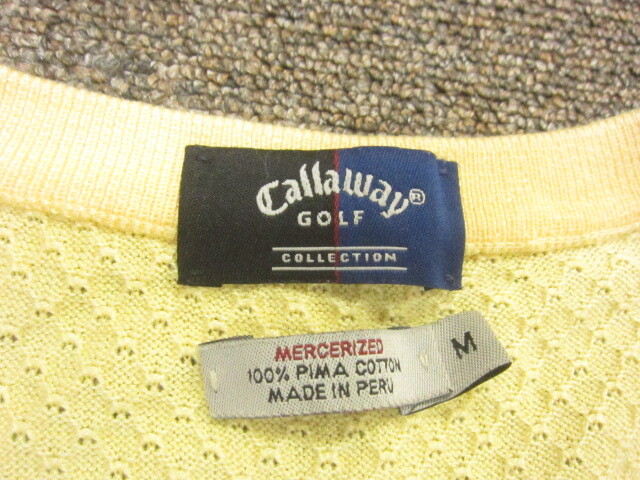 Callaway®
GOLF
COLLECTION
MERCERIZED
100% PIMA COTTON
MADE IN PERU
M